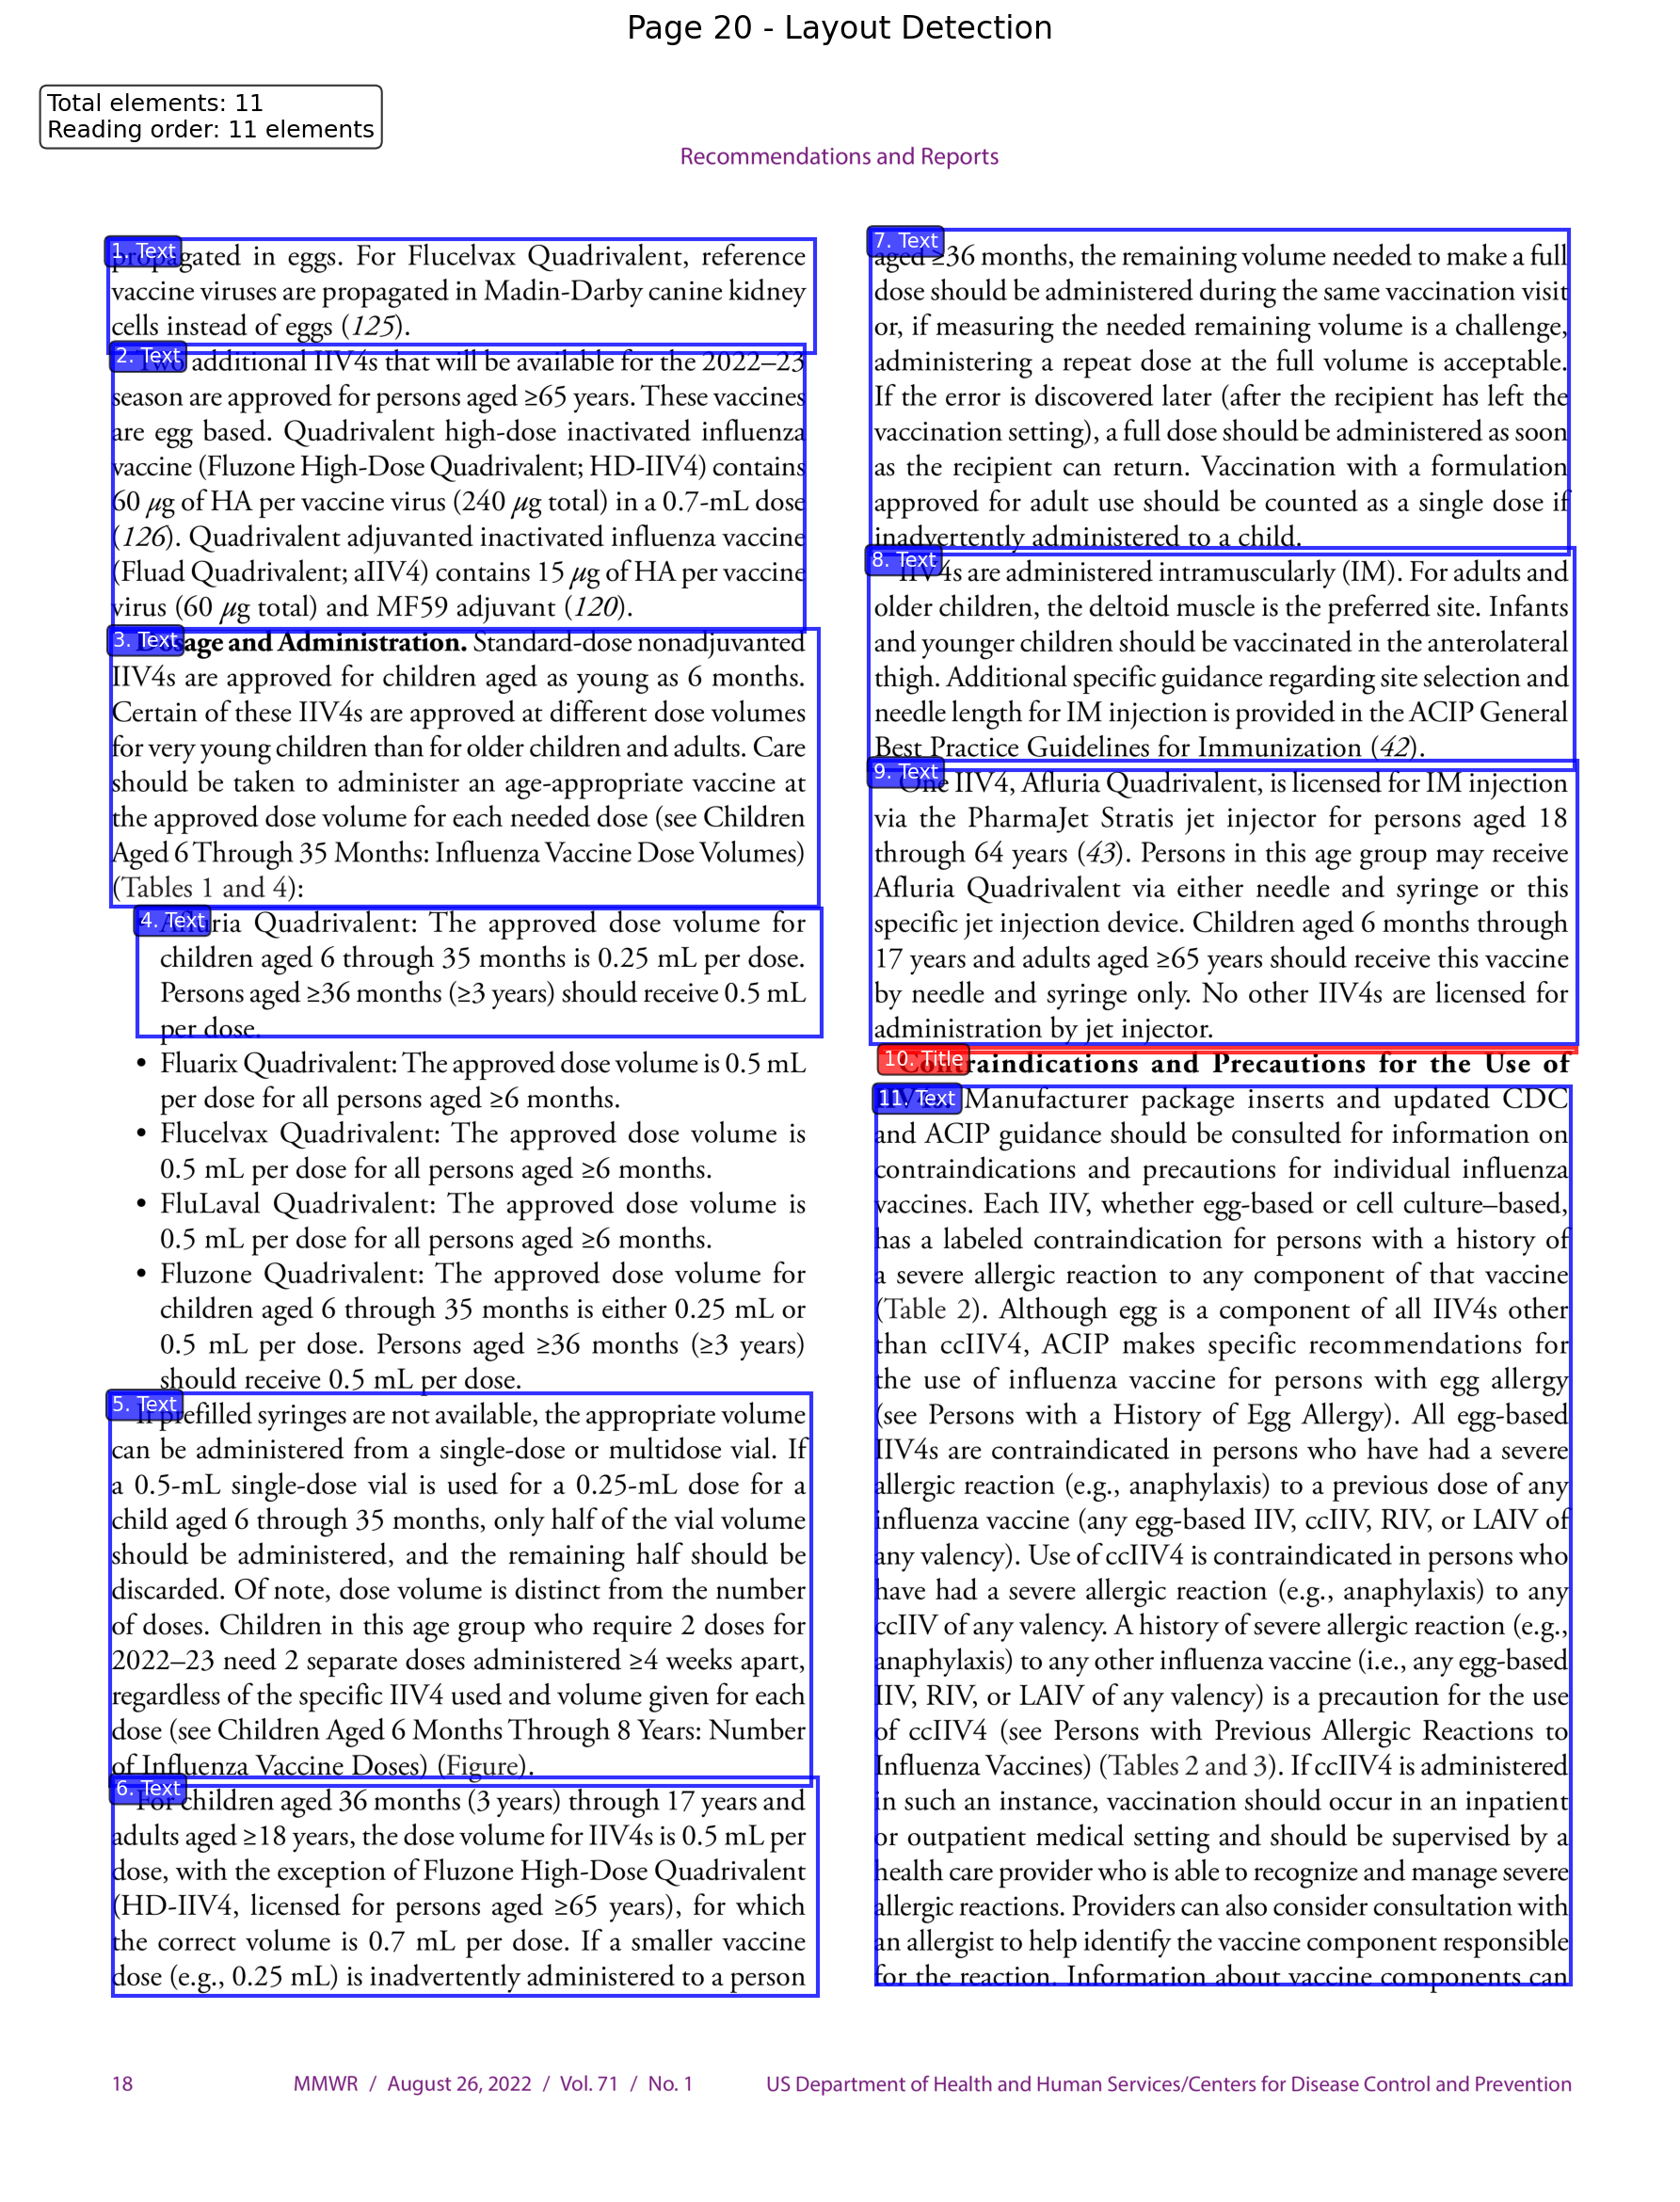 Page 20 - Layout Detection
Total elements: 11
Reading order: 11 elements
Recommendations and Reports
1. Text
propagated in eggs. For Flucelvax Quadrivalent, reference
vaccine viruses are propagated in Madin-Darby canine kidney
cells instead of eggs (125).
2. Text
Two additional IIV4s that will be available for the 2022–23
season are approved for persons aged ≥65 years. These vaccines
are egg based. Quadrivalent high-dose inactivated influenza
vaccine (Fluzone High-Dose Quadrivalent; HD-IIV4) contains
60 µg of HA per vaccine virus (240 µg total) in a 0.7-mL dose
(126). Quadrivalent adjuvanted inactivated influenza vaccine
(Fluad Quadrivalent; aIIV4) contains 15 µg of HA per vaccine
virus (60 µg total) and MF59 adjuvant (120).
3. Text
Dosage and Administration. Standard-dose nonadjuvanted
IIV4s are approved for children aged as young as 6 months.
Certain of these IIV4s are approved at different dose volumes
for very young children than for older children and adults. Care
should be taken to administer an age-appropriate vaccine at
the approved dose volume for each needed dose (see Children
Aged 6 Through 35 Months: Influenza Vaccine Dose Volumes)
(Tables 1 and 4):
4. Text
Afluria Quadrivalent: The approved dose volume for
children aged 6 through 35 months is 0.25 mL per dose.
Persons aged ≥36 months (≥3 years) should receive 0.5 mL
per dose.
• Fluarix Quadrivalent: The approved dose volume is 0.5 mL
per dose for all persons aged ≥6 months.
• Flucelvax Quadrivalent: The approved dose volume is
0.5 mL per dose for all persons aged ≥6 months.
• FluLaval Quadrivalent: The approved dose volume is
0.5 mL per dose for all persons aged ≥6 months.
• Fluzone Quadrivalent: The approved dose volume for
children aged 6 through 35 months is either 0.25 mL or
0.5 mL per dose. Persons aged ≥36 months (≥3 years)
should receive 0.5 mL per dose.
5. Text
If prefilled syringes are not available, the appropriate volume
can be administered from a single-dose or multidose vial. If
a 0.5-mL single-dose vial is used for a 0.25-mL dose for a
child aged 6 through 35 months, only half of the vial volume
should be administered, and the remaining half should be
discarded. Of note, dose volume is distinct from the number
of doses. Children in this age group who require 2 doses for
2022–23 need 2 separate doses administered ≥4 weeks apart,
regardless of the specific IIV4 used and volume given for each
dose (see Children Aged 6 Months Through 8 Years: Number
of Influenza Vaccine Doses) (Figure).
6. Text
For children aged 36 months (3 years) through 17 years and
adults aged ≥18 years, the dose volume for IIV4s is 0.5 mL per
dose, with the exception of Fluzone High-Dose Quadrivalent
(HD-IIV4, licensed for persons aged ≥65 years), for which
the correct volume is 0.7 mL per dose. If a smaller vaccine
dose (e.g., 0.25 mL) is inadvertently administered to a person
7. Text
aged ≥36 months, the remaining volume needed to make a full
dose should be administered during the same vaccination visit
or, if measuring the needed remaining volume is a challenge,
administering a repeat dose at the full volume is acceptable.
If the error is discovered later (after the recipient has left the
vaccination setting), a full dose should be administered as soon
as the recipient can return. Vaccination with a formulation
approved for adult use should be counted as a single dose if
inadvertently administered to a child.
8. Text
IIV4s are administered intramuscularly (IM). For adults and
older children, the deltoid muscle is the preferred site. Infants
and younger children should be vaccinated in the anterolateral
thigh. Additional specific guidance regarding site selection and
needle length for IM injection is provided in the ACIP General
Best Practice Guidelines for Immunization (42).
9. Text
One IIV4, Afluria Quadrivalent, is licensed for IM injection
via the PharmaJet Stratis jet injector for persons aged 18
through 64 years (43). Persons in this age group may receive
Afluria Quadrivalent via either needle and syringe or this
specific jet injection device. Children aged 6 months through
17 years and adults aged ≥65 years should receive this vaccine
by needle and syringe only. No other IIV4s are licensed for
administration by jet injector.
10. Title
Contraindications and Precautions for the Use of
11. Text
Manufacturer package inserts and updated CDC
and ACIP guidance should be consulted for information on
contraindications and precautions for individual influenza
vaccines. Each IIV, whether egg-based or cell culture–based,
has a labeled contraindication for persons with a history of
a severe allergic reaction to any component of that vaccine
(Table 2). Although egg is a component of all IIV4s other
than ccIIV4, ACIP makes specific recommendations for
the use of influenza vaccine for persons with egg allergy
(see Persons with a History of Egg Allergy). All egg-based
IIV4s are contraindicated in persons who have had a severe
allergic reaction (e.g., anaphylaxis) to a previous dose of any
influenza vaccine (any egg-based IIV, ccIIV, RIV, or LAIV of
any valency). Use of ccIIV4 is contraindicated in persons who
have had a severe allergic reaction (e.g., anaphylaxis) to any
ccIIV of any valency. A history of severe allergic reaction (e.g.,
anaphylaxis) to any other influenza vaccine (i.e., any egg-based
IIV, RIV, or LAIV of any valency) is a precaution for the use
of ccIIV4 (see Persons with Previous Allergic Reactions to
Influenza Vaccines) (Tables 2 and 3). If ccIIV4 is administered
in such an instance, vaccination should occur in an inpatient
or outpatient medical setting and should be supervised by a
health care provider who is able to recognize and manage severe
allergic reactions. Providers can also consider consultation with
an allergist to help identify the vaccine component responsible
for the reaction. Information about vaccine components can
18 MMWR / August 26, 2022 / Vol. 71 / No. 1 US Department of Health and Human Services/Centers for Disease Control and Prevention